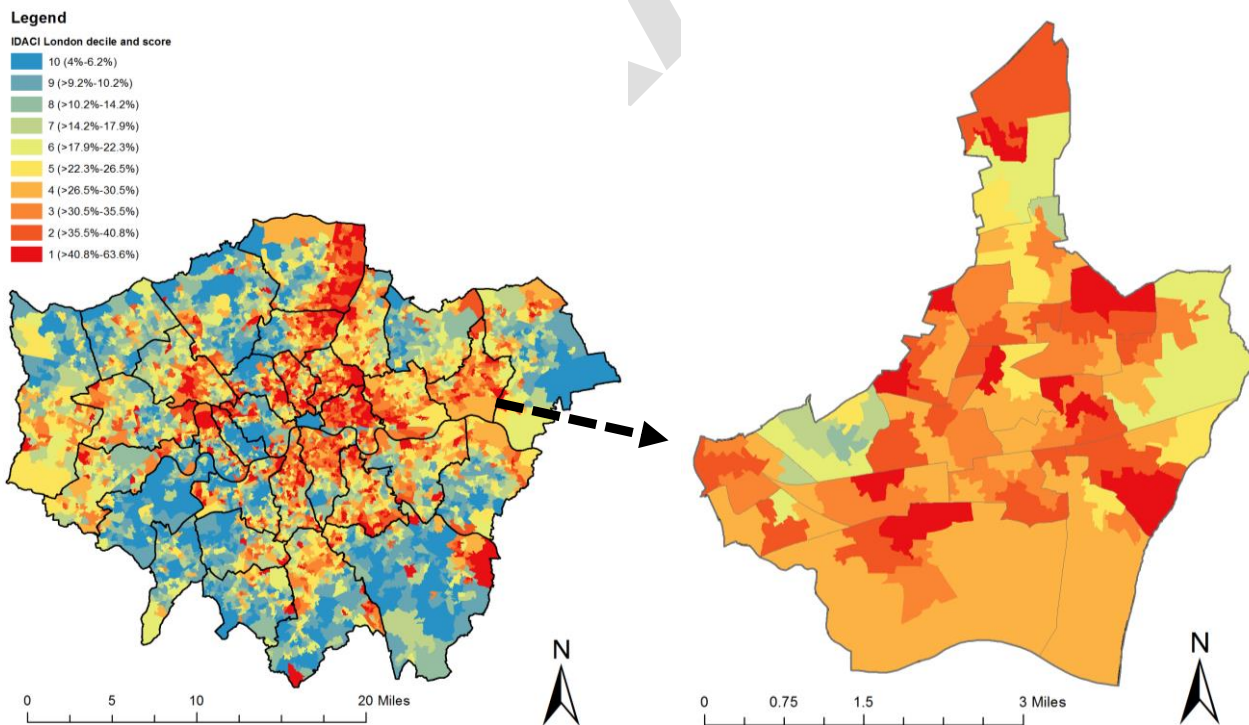 Legend
IDACI London decile and score
10 (4%-6.2%)
9 (>9.2%-10.2%)
8 (>10.2%-14.2%)
7 (>14.2%-17.9%)
6 (>17.9%-22.3%)
5 (>22.3%-26.5%)
4 (>26.5%-30.5%)
3 (>30.5%-35.5%)
2 (>35.5%-40.8%)
1 (>40.8%-63.6%)
N
0 10 20 Miles
N
0 0.75 1.5 3 Miles